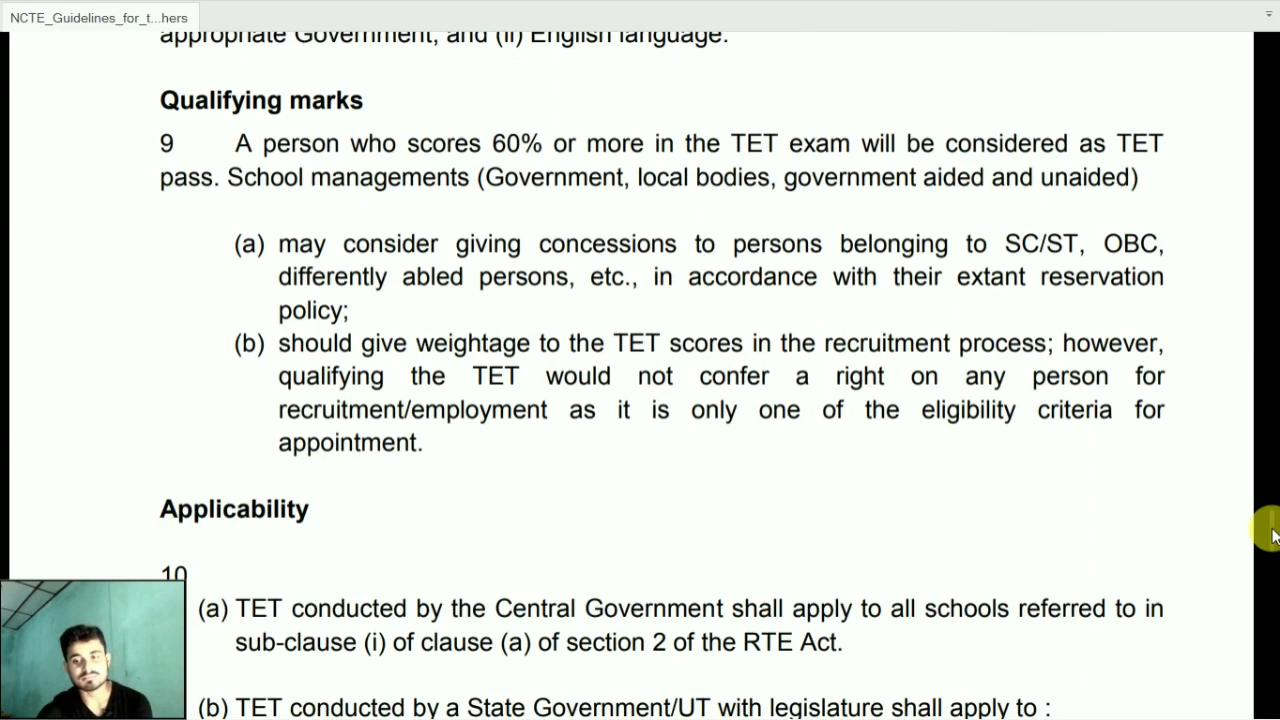 NCTE_Guidelines_for_t...hers
appropriate Government, and (ii) English language.
Qualifying marks
9 A person who scores 60% or more in the TET exam will be considered as TET
pass. School managements (Government, local bodies, government aided and unaided)
(a) may consider giving concessions to persons belonging to SC/ST, OBC,
differently abled persons, etc., in accordance with their extant reservation
policy;
(b) should give weightage to the TET scores in the recruitment process; however,
qualifying the TET would not confer a right on any person for
recruitment/employment as it is only one of the eligibility criteria for
appointment.
Applicability
10
(a) TET conducted by the Central Government shall apply to all schools referred to in
sub-clause (i) of clause (a) of section 2 of the RTE Act.
(b) TET conducted by a State Government/UT with legislature shall apply to :